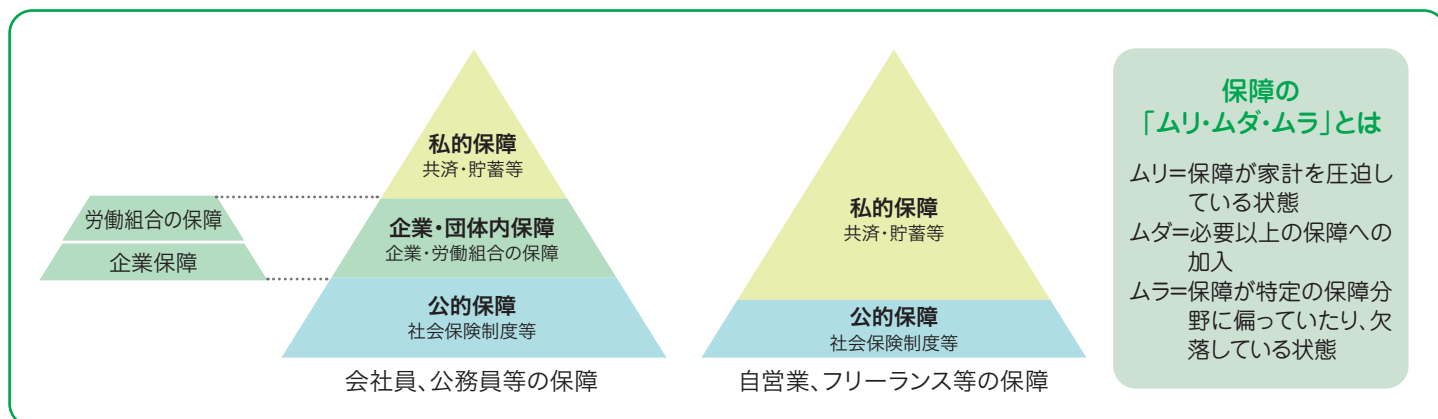 労働組合の保障
企業保障
私的保障
共済・貯蓄等
企業・団体内保障
企業・労働組合の保障
公的保障
社会保険制度等
会社員、公務員等の保障
私的保障
共済・貯蓄等
公的保障
社会保険制度等
自営業、フリーランス等の保障
保障の
「ムリ・ムダ・ムラ」とは
ムリ=保障が家計を圧迫し
ている状態
ムダ=必要以上の保障への
加入
ムラ=保障が特定の保障分
野に偏っていたり、欠
落している状態